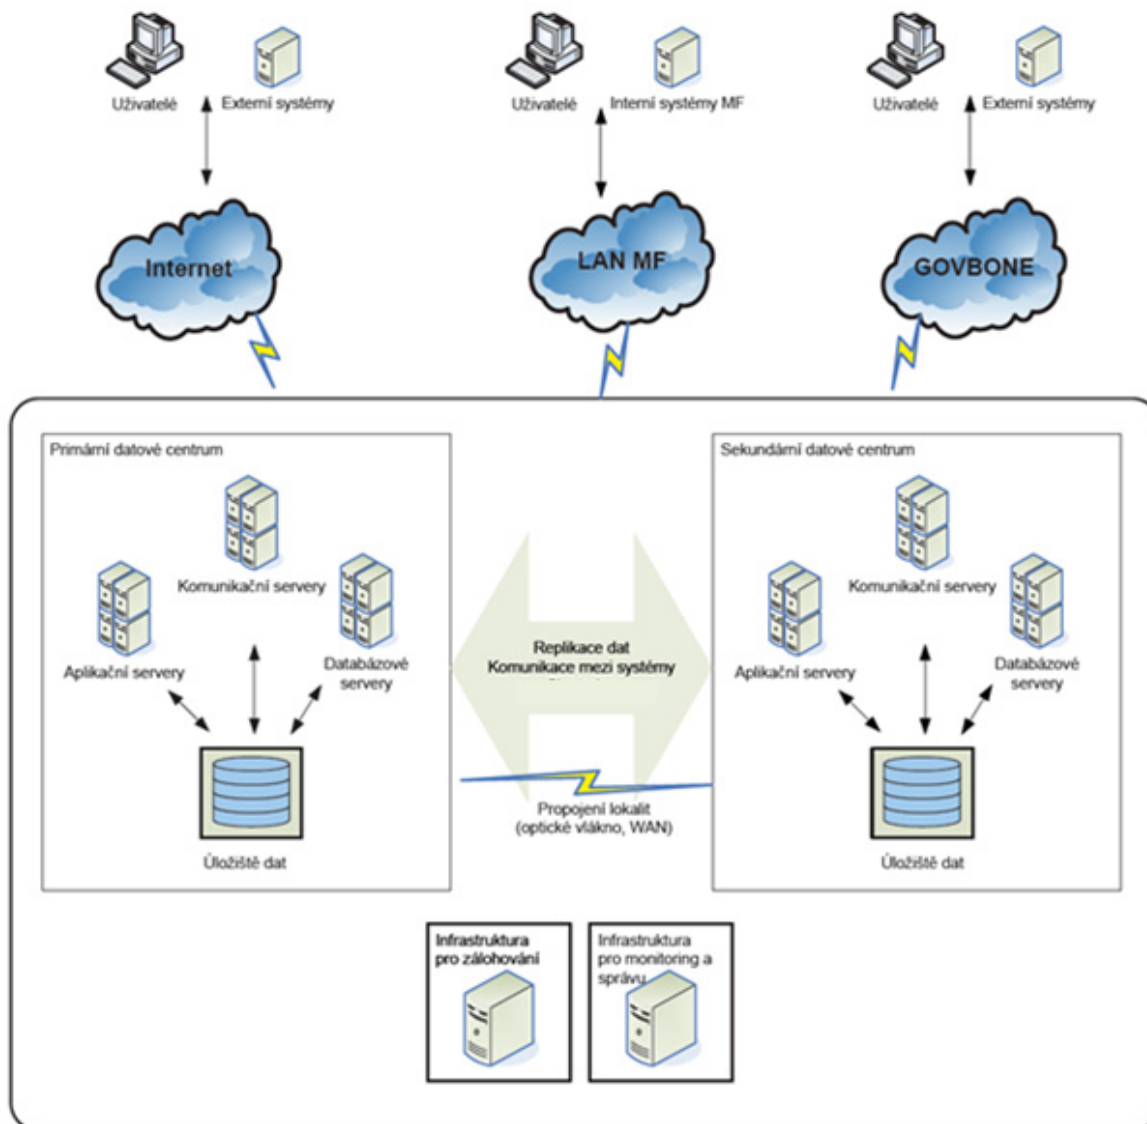 Uživatelé
Externí systémy
Uživatelé
Interní systémy MF
Uživatelé
Externí systémy
Internet
LAN MF
GOVBONE
Primární datové centrum
Komunikační servery
Aplikační servery
Databázové
servery
Úložiště dat
Replikace dat
Komunikace mezi systémy
Propojení lokalit
(optické vlákno, WAN)
Sekundární datové centrum
Komunikační servery
Aplikační servery
Databázové
servery
Úložiště dat
Infrastruktura
pro zálohování
Infrastruktura
pro monitoring a
správu